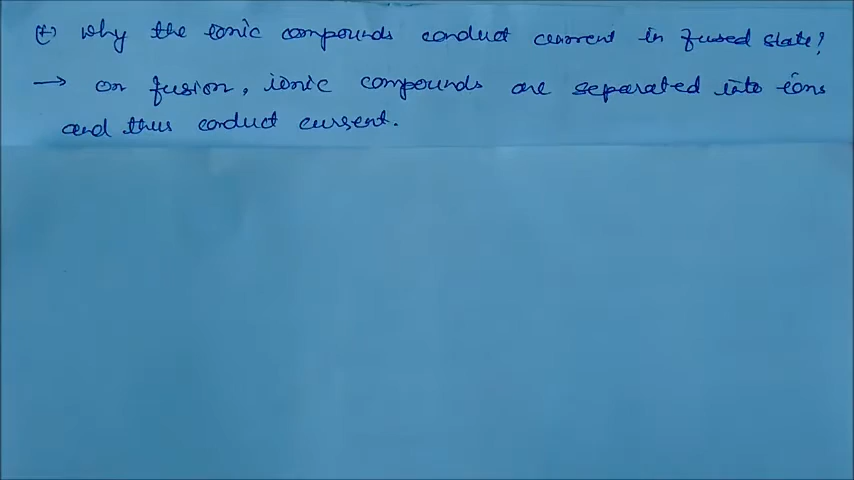 (t) Why the ionic compounds conduct current in fused state?
→ on fusion, ionic compounds are separated into ions
and thus conduct current.